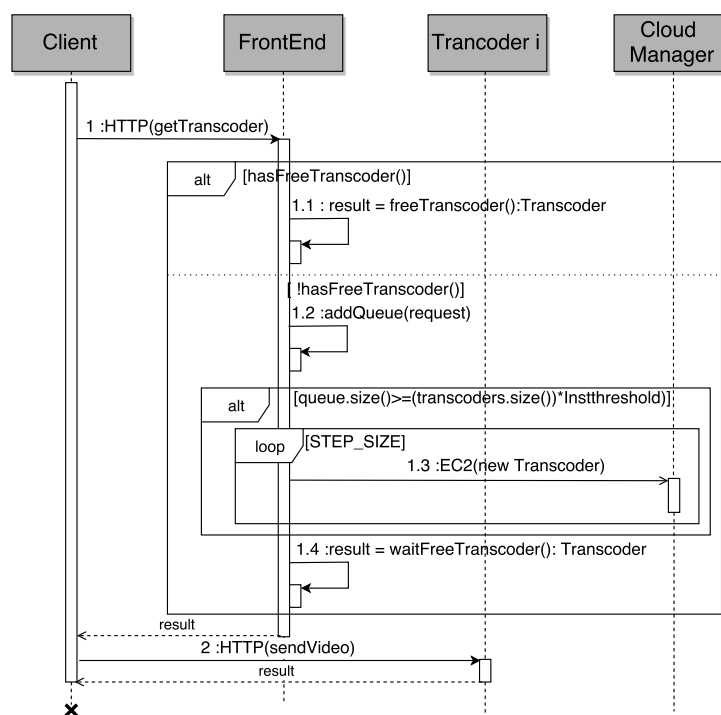 Client
FrontEnd
Trancoder i
Cloud
Manager
1 :HTTP(getTranscoder)
alt
[hasFreeTranscoder()]
1.1 : result = freeTranscoder():Transcoder
[ !hasFreeTranscoder()]
1.2 :addQueue(request)
alt
[queue.size()>=(transcoders.size())*Instthreshold)]
loop
[STEP_SIZE]
1.3 :EC2(new Transcoder)
1.4 :result = waitFreeTranscoder(): Transcoder
result
2 :HTTP(sendVideo)
result